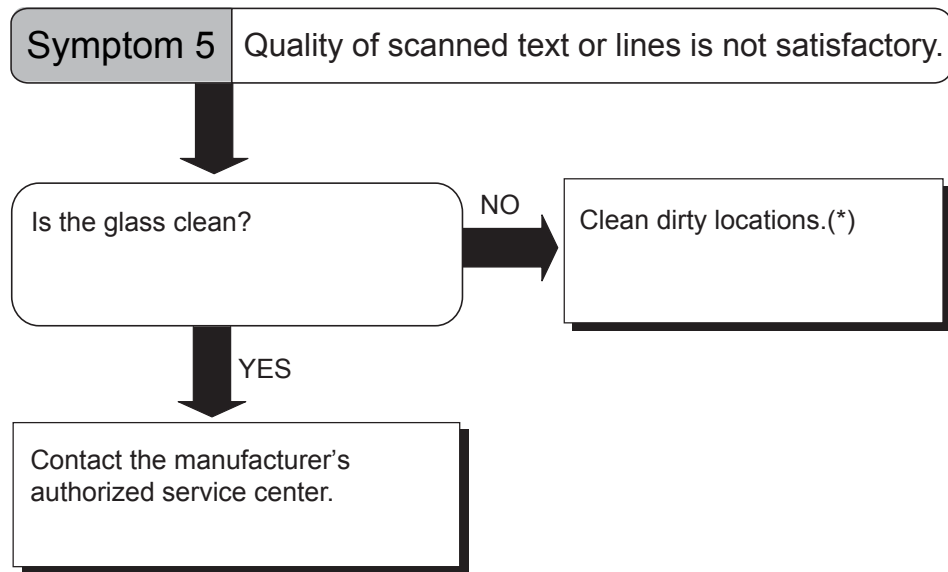 Symptom 5
Quality of scanned text or lines is not satisfactory.
Is the glass clean?
NO
Clean dirty locations.(*)
YES
Contact the manufacturer’s
authorized service center.